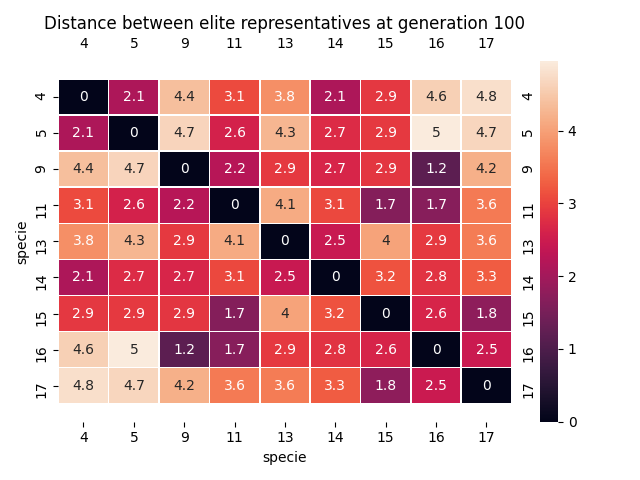 Distance between elite representatives at generation 100
4 5 9 11 13 14 15 16 17
4 0 2.1 4.4 3.1 3.8 2.1 2.9 4.6 4.8 4
5 2.1 0 4.7 2.6 4.3 2.7 2.9 5 4.7 5
9 4.4 4.7 0 2.2 2.9 2.7 2.9 1.2 4.2 9
11 3.1 2.6 2.2 0 4.1 3.1 1.7 1.7 3.6 11
13 3.8 4.3 2.9 4.1 0 2.5 4 2.9 3.6 13
14 2.1 2.7 2.7 3.1 2.5 0 3.2 2.8 3.3 14
15 2.9 2.9 2.9 1.7 4 3.2 0 2.6 1.8 15
16 4.6 5 1.2 1.7 2.9 2.8 2.6 0 2.5 16
17 4.8 4.7 4.2 3.6 3.6 3.3 1.8 2.5 0 17
4 5 9 11 13 14 15 16 17
specie
specie
4
3
2
1
0